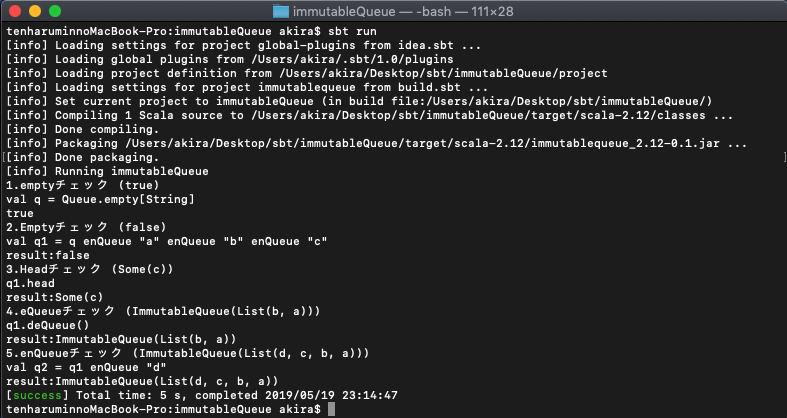 immutableQueue — -bash — 111×28
tenharuminnoMacBook-Pro:immutableQueue akira$ sbt run
[info] Loading settings for project global-plugins from idea.sbt ...
[info] Loading global plugins from /Users/akira/.sbt/1.0/plugins
[info] Loading project definition from /Users/akira/Desktop/sbt/immutableQueue/project
[info] Loading settings for project immutablequeue from build.sbt ...
[info] Set current project to immutableQueue (in build file:/Users/akira/Desktop/sbt/immutableQueue/)
[info] Compiling 1 Scala source to /Users/akira/Desktop/sbt/immutableQueue/target/scala-2.12/classes ...
[info] Done compiling.
[info] Packaging /Users/akira/Desktop/sbt/immutableQueue/target/scala-2.12/immutablequeue_2.12-0.1.jar ...
[info] Done packaging.
[info] Running immutableQueue
1.emptyチェック (true)
val q = Queue.empty[String]
true
2.Emptyチェック (false)
val q1 = q enQueue "a" enQueue "b" enQueue "c"
result:false
3.Headチェック (Some(c))
q1.head
result:Some(c)
4.eQueueチェック (ImmutableQueue(List(b, a)))
q1.deQueue()
result:ImmutableQueue(List(b, a))
5.enQueueチェック (ImmutableQueue(List(d, c, b, a)))
val q2 = q1 enQueue "d"
result:ImmutableQueue(List(d, c, b, a))
[success] Total time: 5 s, completed 2019/05/19 23:14:47
tenharuminnoMacBook-Pro:immutableQueue akira$